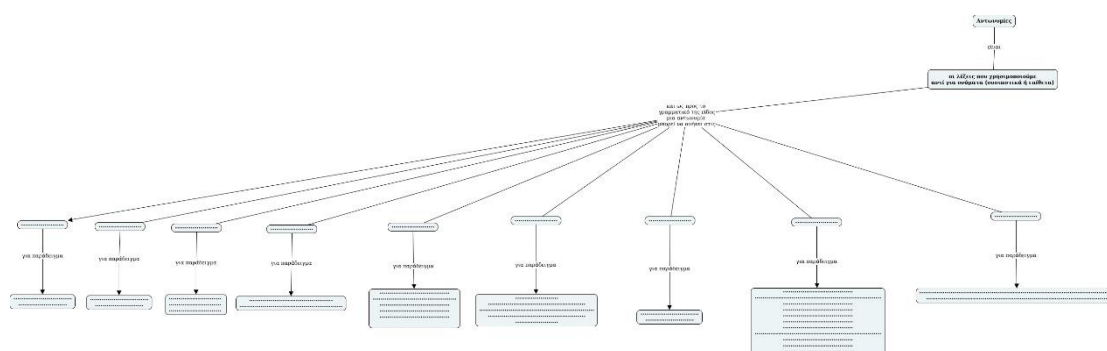 Αντωνομίες
είναι
οι λέξεις που χρησιμοποιούμε
αντί για ονόματα (ουσιαστικά ή επίθετα)
για παράδειγμα
για παράδειγμα
για παράδειγμα
για παράδειγμα
για παράδειγμα
για παράδειγμα
για παράδειγμα
για παράδειγμα
για παράδειγμα